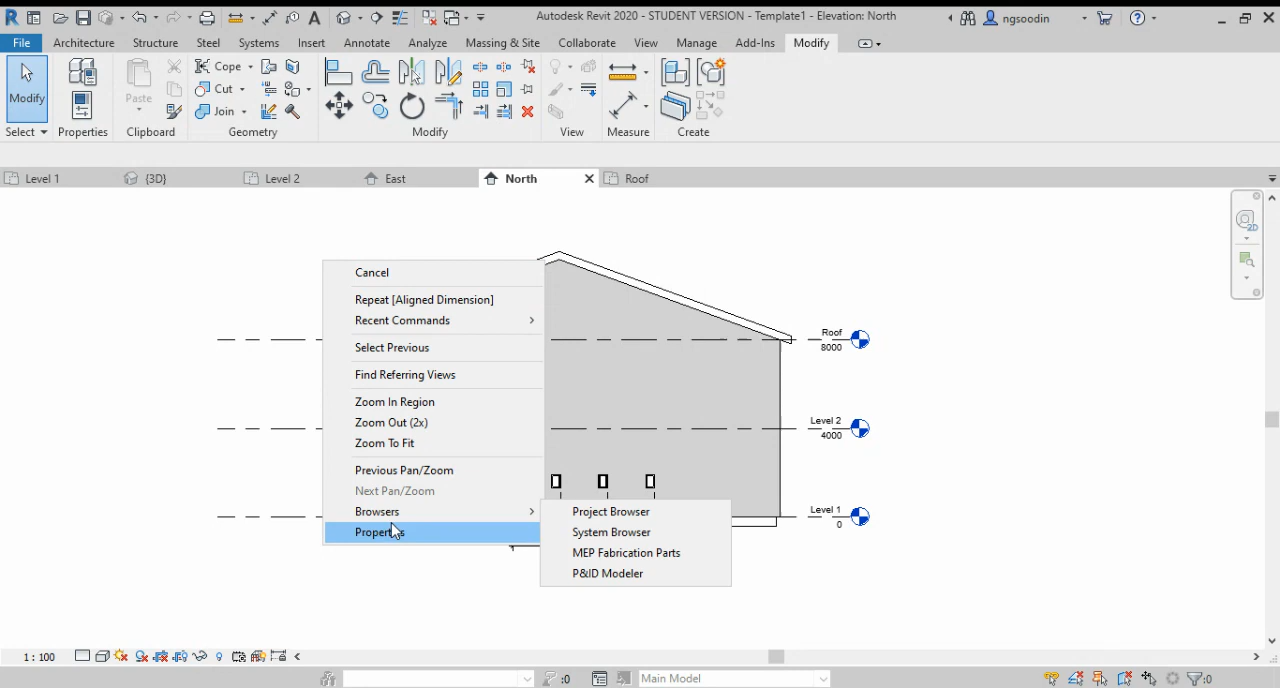 Autodesk Revit 2020 - STUDENT VERSION - Template1 - Elevation: North
ngsoodin
File Architecture Structure Steel Systems Insert Annotate Analyze Massing & Site Collaborate View Manage Add-Ins Modify
Modify
Paste
Cope
Cut
Join
Select Properties Clipboard Geometry Modify View Measure Create
Level 1 {3D} Level 2 East North Roof
2D
Cancel
Repeat [Aligned Dimension]
Recent Commands
Select Previous
Find Referring Views
Zoom In Region
Zoom Out (2x)
Zoom To Fit
Previous Pan/Zoom
Next Pan/Zoom
Browsers
Properties
Project Browser
System Browser
MEP Fabrication Parts
P&ID Modeler
Roof
8000
Level 2
4000
Level 1
0
1 : 100
:0 Main Model :0